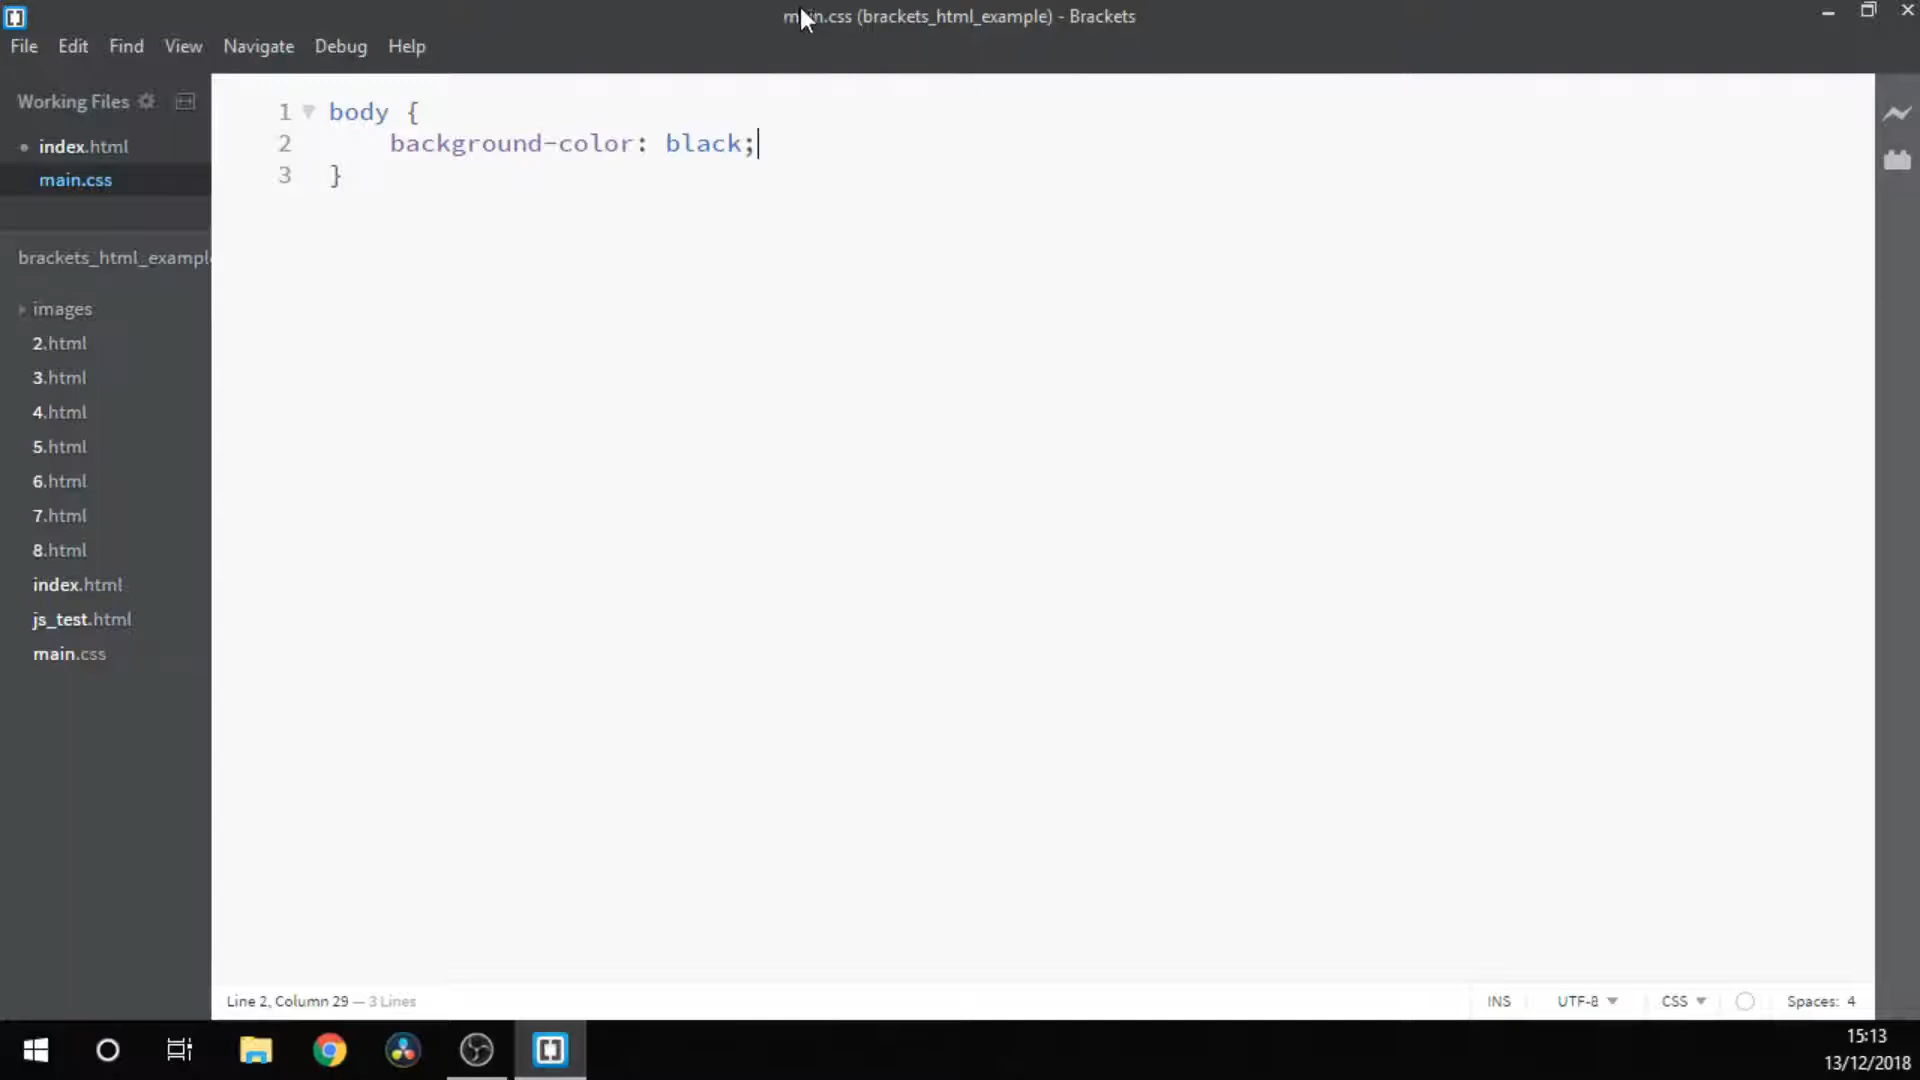 main.css (brackets_html_example) - Brackets
File Edit Find View Navigate Debug Help
Working Files
index.html
main.css
brackets_html_exampl
images
2.html
3.html
4.html
5.html
6.html
7.html
8.html
index.html
js_test.html
main.css
1 body {
2 background-color: black;
3 }
Line 2, Column 29 — 3 Lines
INS UTF-8 CSS Spaces: 4
15:13
13/12/2018